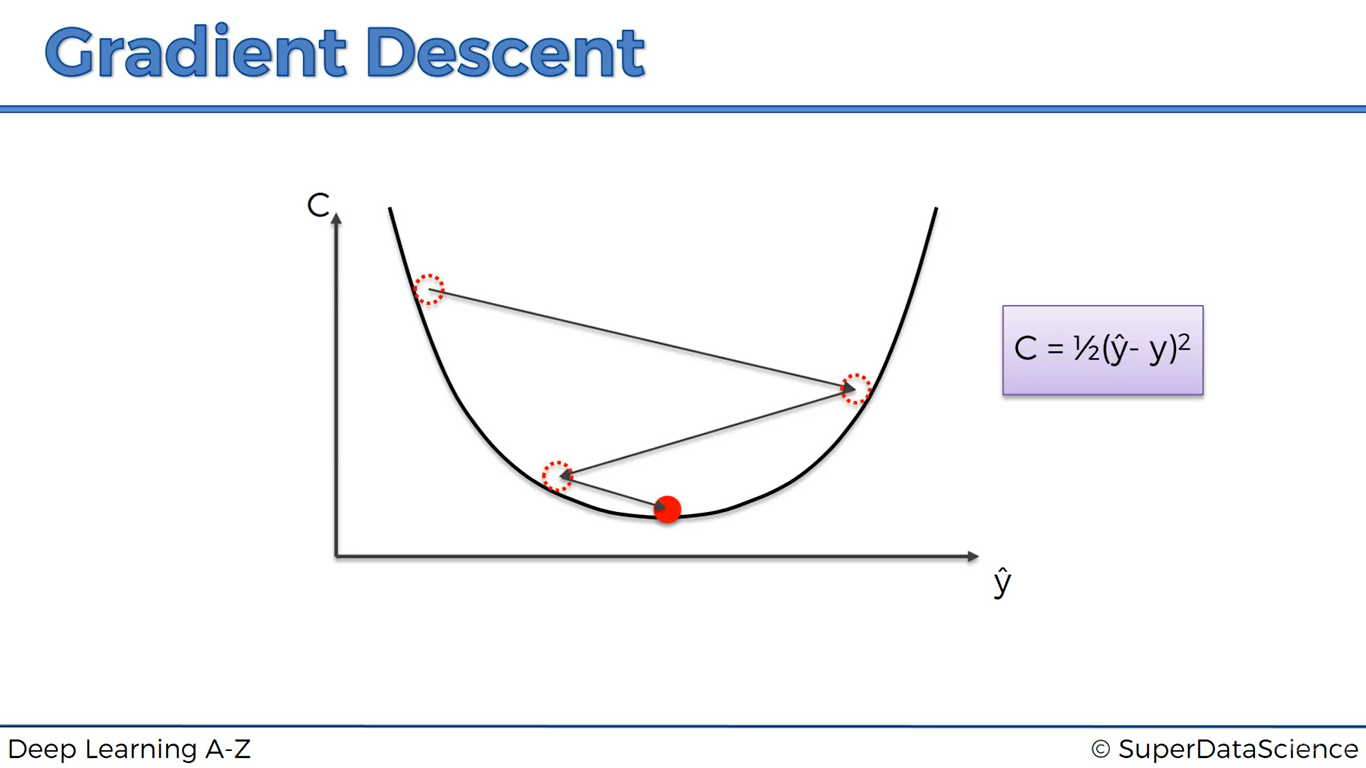 Gradient Descent
C
C = ½(ŷ- y)²
ŷ
Deep Learning A-Z
© SuperDataScience